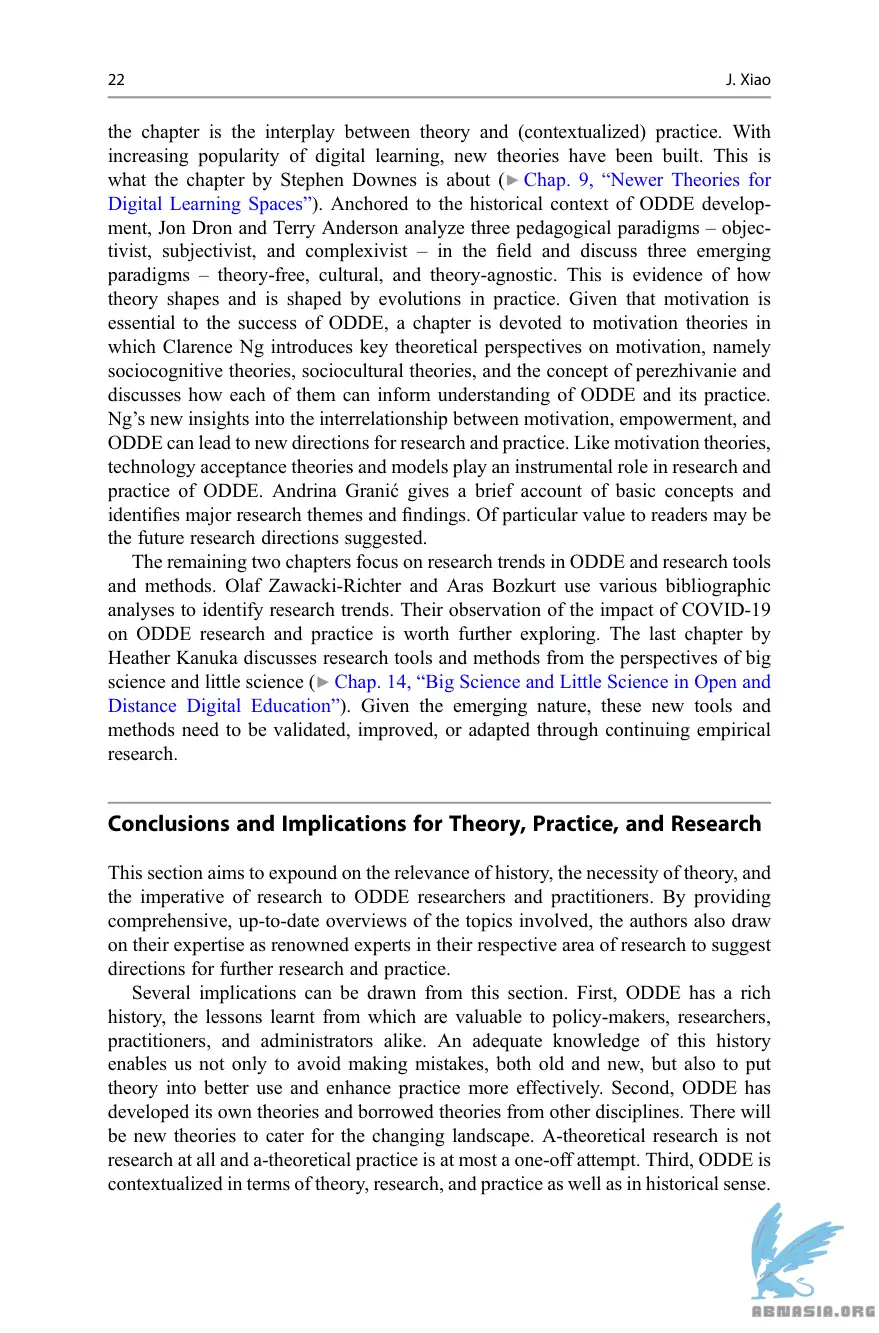 22
J. Xiao
the chapter is the interplay between theory and (contextualized) practice. With
increasing popularity of digital learning, new theories have been built. This is
what the chapter by Stephen Downes is about (▶ Chap. 9, “Newer Theories for
Digital Learning Spaces”). Anchored to the historical context of ODDE develop-
ment, Jon Dron and Terry Anderson analyze three pedagogical paradigms – objec-
tivist, subjectivist, and complexivist – in the field and discuss three emerging
paradigms – theory-free, cultural, and theory-agnostic. This is evidence of how
theory shapes and is shaped by evolutions in practice. Given that motivation is
essential to the success of ODDE, a chapter is devoted to motivation theories in
which Clarence Ng introduces key theoretical perspectives on motivation, namely
sociocognitive theories, sociocultural theories, and the concept of perezhivanie and
discusses how each of them can inform understanding of ODDE and its practice.
Ng’s new insights into the interrelationship between motivation, empowerment, and
ODDE can lead to new directions for research and practice. Like motivation theories,
technology acceptance theories and models play an instrumental role in research and
practice of ODDE. Andrina Granić gives a brief account of basic concepts and
identifies major research themes and findings. Of particular value to readers may be
the future research directions suggested.
The remaining two chapters focus on research trends in ODDE and research tools
and methods. Olaf Zawacki-Richter and Aras Bozkurt use various bibliographic
analyses to identify research trends. Their observation of the impact of COVID-19
on ODDE research and practice is worth further exploring. The last chapter by
Heather Kanuka discusses research tools and methods from the perspectives of big
science and little science (▶ Chap. 14, “Big Science and Little Science in Open and
Distance Digital Education”). Given the emerging nature, these new tools and
methods need to be validated, improved, or adapted through continuing empirical
research.
Conclusions and Implications for Theory, Practice, and Research
This section aims to expound on the relevance of history, the necessity of theory, and
the imperative of research to ODDE researchers and practitioners. By providing
comprehensive, up-to-date overviews of the topics involved, the authors also draw
on their expertise as renowned experts in their respective area of research to suggest
directions for further research and practice.
Several implications can be drawn from this section. First, ODDE has a rich
history, the lessons learnt from which are valuable to policy-makers, researchers,
practitioners, and administrators alike. An adequate knowledge of this history
enables us not only to avoid making mistakes, both old and new, but also to put
theory into better use and enhance practice more effectively. Second, ODDE has
developed its own theories and borrowed theories from other disciplines. There will
be new theories to cater for the changing landscape. A-theoretical research is not
research at all and a-theoretical practice is at most a one-off attempt. Third, ODDE is
contextualized in terms of theory, research, and practice as well as in historical sense.
ABNASIA.ORG